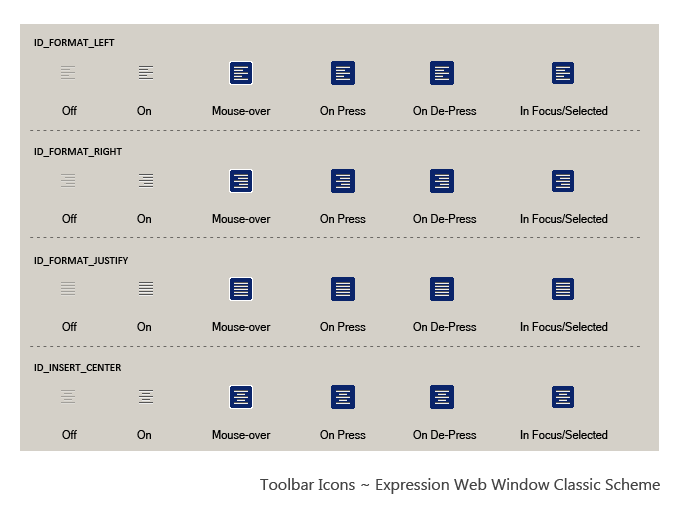 ID_FORMAT_LEFT
Off On Mouse-over On Press On De-Press In Focus/Selected
ID_FORMAT_RIGHT
Off On Mouse-over On Press On De-Press In Focus/Selected
ID_FORMAT_JUSTIFY
Off On Mouse-over On Press On De-Press In Focus/Selected
ID_INSERT_CENTER
Off On Mouse-over On Press On De-Press In Focus/Selected
Toolbar Icons ~ Expression Web Window Classic Scheme